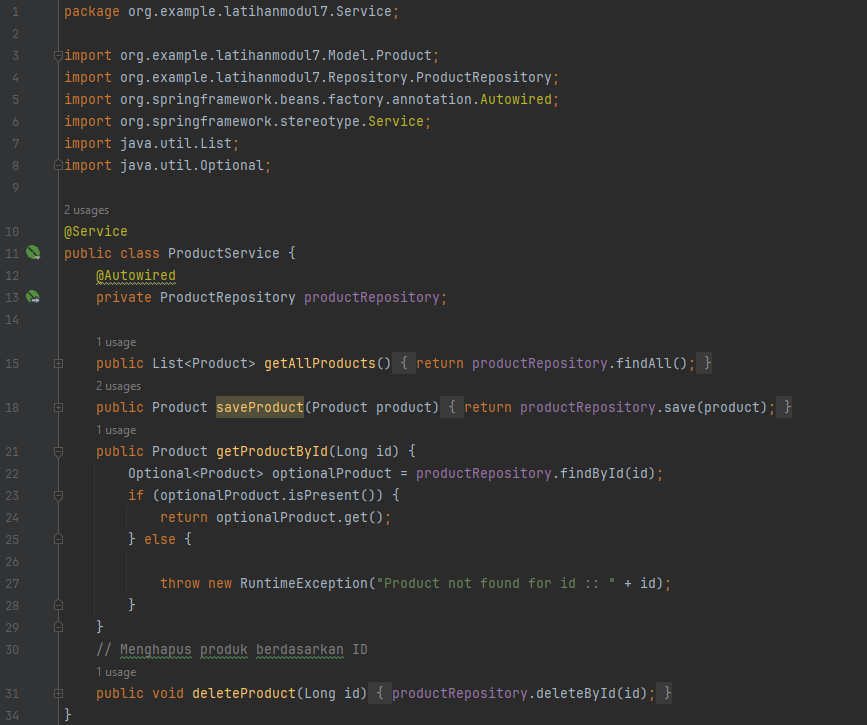 1 package org.example.latihanmodul7.Service;
2
3 import org.example.latihanmodul7.Model.Product;
4 import org.example.latihanmodul7.Repository.ProductRepository;
5 import org.springframework.beans.factory.annotation.Autowired;
6 import org.springframework.stereotype.Service;
7 import java.util.List;
8 import java.util.Optional;
9
2 usages
10 @Service
11 public class ProductService {
12     @Autowired
13     private ProductRepository productRepository;
14
1 usage
15     public List<Product> getAllProducts() { return productRepository.findAll(); }
2 usages
18     public Product saveProduct(Product product) { return productRepository.save(product); }
1 usage
21     public Product getProductById(Long id) {
22         Optional<Product> optionalProduct = productRepository.findById(id);
23         if (optionalProduct.isPresent()) {
24             return optionalProduct.get();
25         } else {
26
27             throw new RuntimeException("Product not found for id :: " + id);
28         }
29     }
30     // Menghapus produk berdasarkan ID
1 usage
31     public void deleteProduct(Long id) { productRepository.deleteById(id); }
34 }